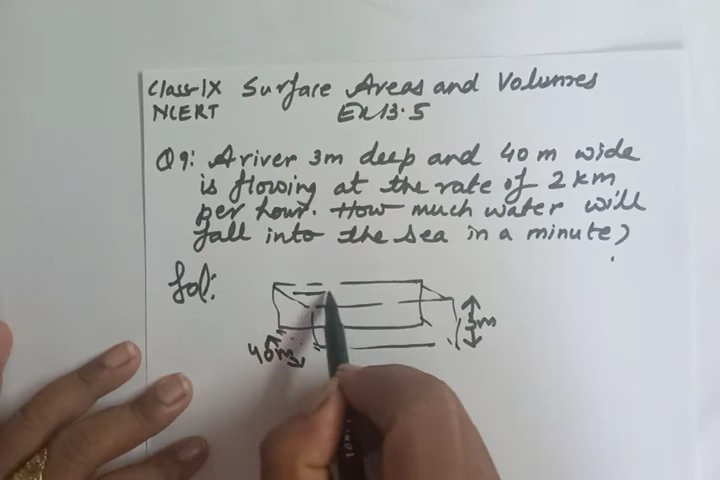 Class-IX Surface Areas and Volumes
NCERT Ex 13.5
Q9: A river 3m deep and 40 m wide
is flowing at the rate of 2 km
per hour. How much water will
fall into the sea in a minute?
Sol:
3m
40m